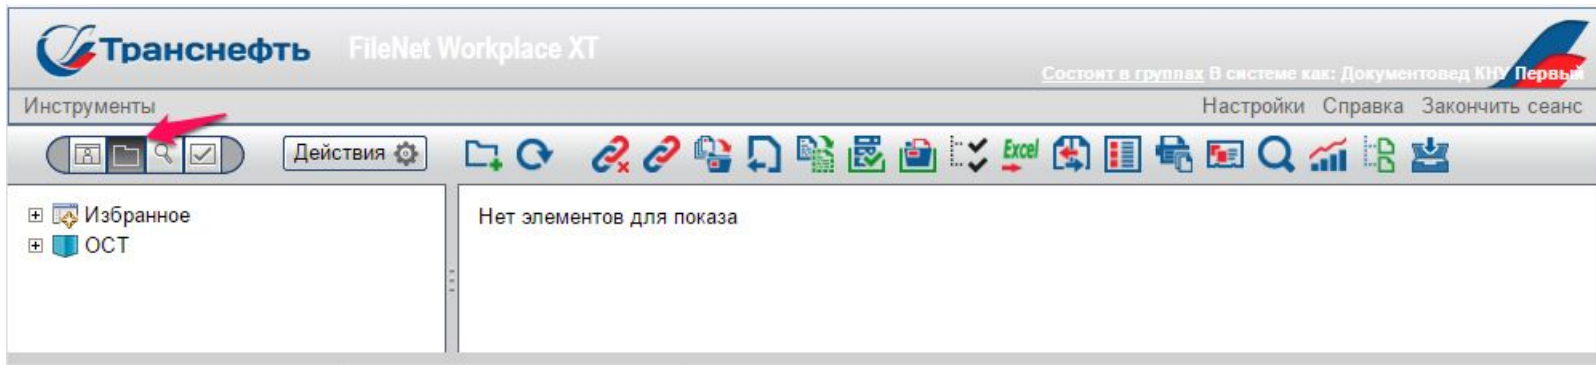 Транснефть FileNet Workplace XT
Состоит в группах В системе как: Документовед КНУ Первый
Инструменты Настройки Справка Закончить сеанс
Действия Excel
Избранное Нет элементов для показа
ОСТ